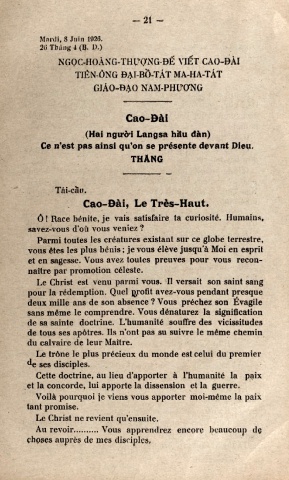 — 21 —
Mardi, 8 Juin 1926.
26 Tháng 4 (B. D.)
NGỌC-HOÀNG-THƯỢNG-ĐẾ VIẾT CAO-ĐÀI
TIÊN-ÔNG ĐẠI-BỒ-TÁT MA-HA-TÁT
GIÁO-ĐẠO NAM-PHƯƠNG
Cao-Đài
(Hai người Langsa hầu đàn)
Ce n'est pas ainsi qu'on se présente devant Dieu.
THĂNG
Tái-cầu.
Cao-Đài, Le Très-Haut.
Ô! Race bénite, je vais satisfaire ta curiosité. Humains,
savez-vous d'où vous veniez ?
Parmi toutes les créatures existant sur ce globe terrestre,
vous êtes les plus bénis ; je vous élève jusqu'à Moi en esprit
et en sagesse. Vous avez toutes preuves pour vous recon-
naître par promotion céleste.
Le Christ est venu parmi vous. Il versait son saint sang
pour la rédemption. Quel profit avez-vous pendant presque
deux mille ans de son absence ? Vous prêchez son Évagile
sans même le comprendre. Vous dénaturez la signification
de sa sainte doctrine. L'humanité souffre des vicissitudes
de tous ses apôtres. Ils n'ont pas su suivre le même chemin
du calvaire de leur Maître.
Le trône le plus précieux du monde est celui du premier
de ses disciples.
Cette doctrine, au lieu d'apporter à l'humanité la paix
et la concorde, lui apporte la dissension et la guerre.
Voilà pourquoi je viens vous apporter moi-même la paix
tant promise.
Le Christ ne revient qu'ensuite.
Au revoir.......... Vous apprendrez encore beaucoup de
choses auprès de mes disciples.